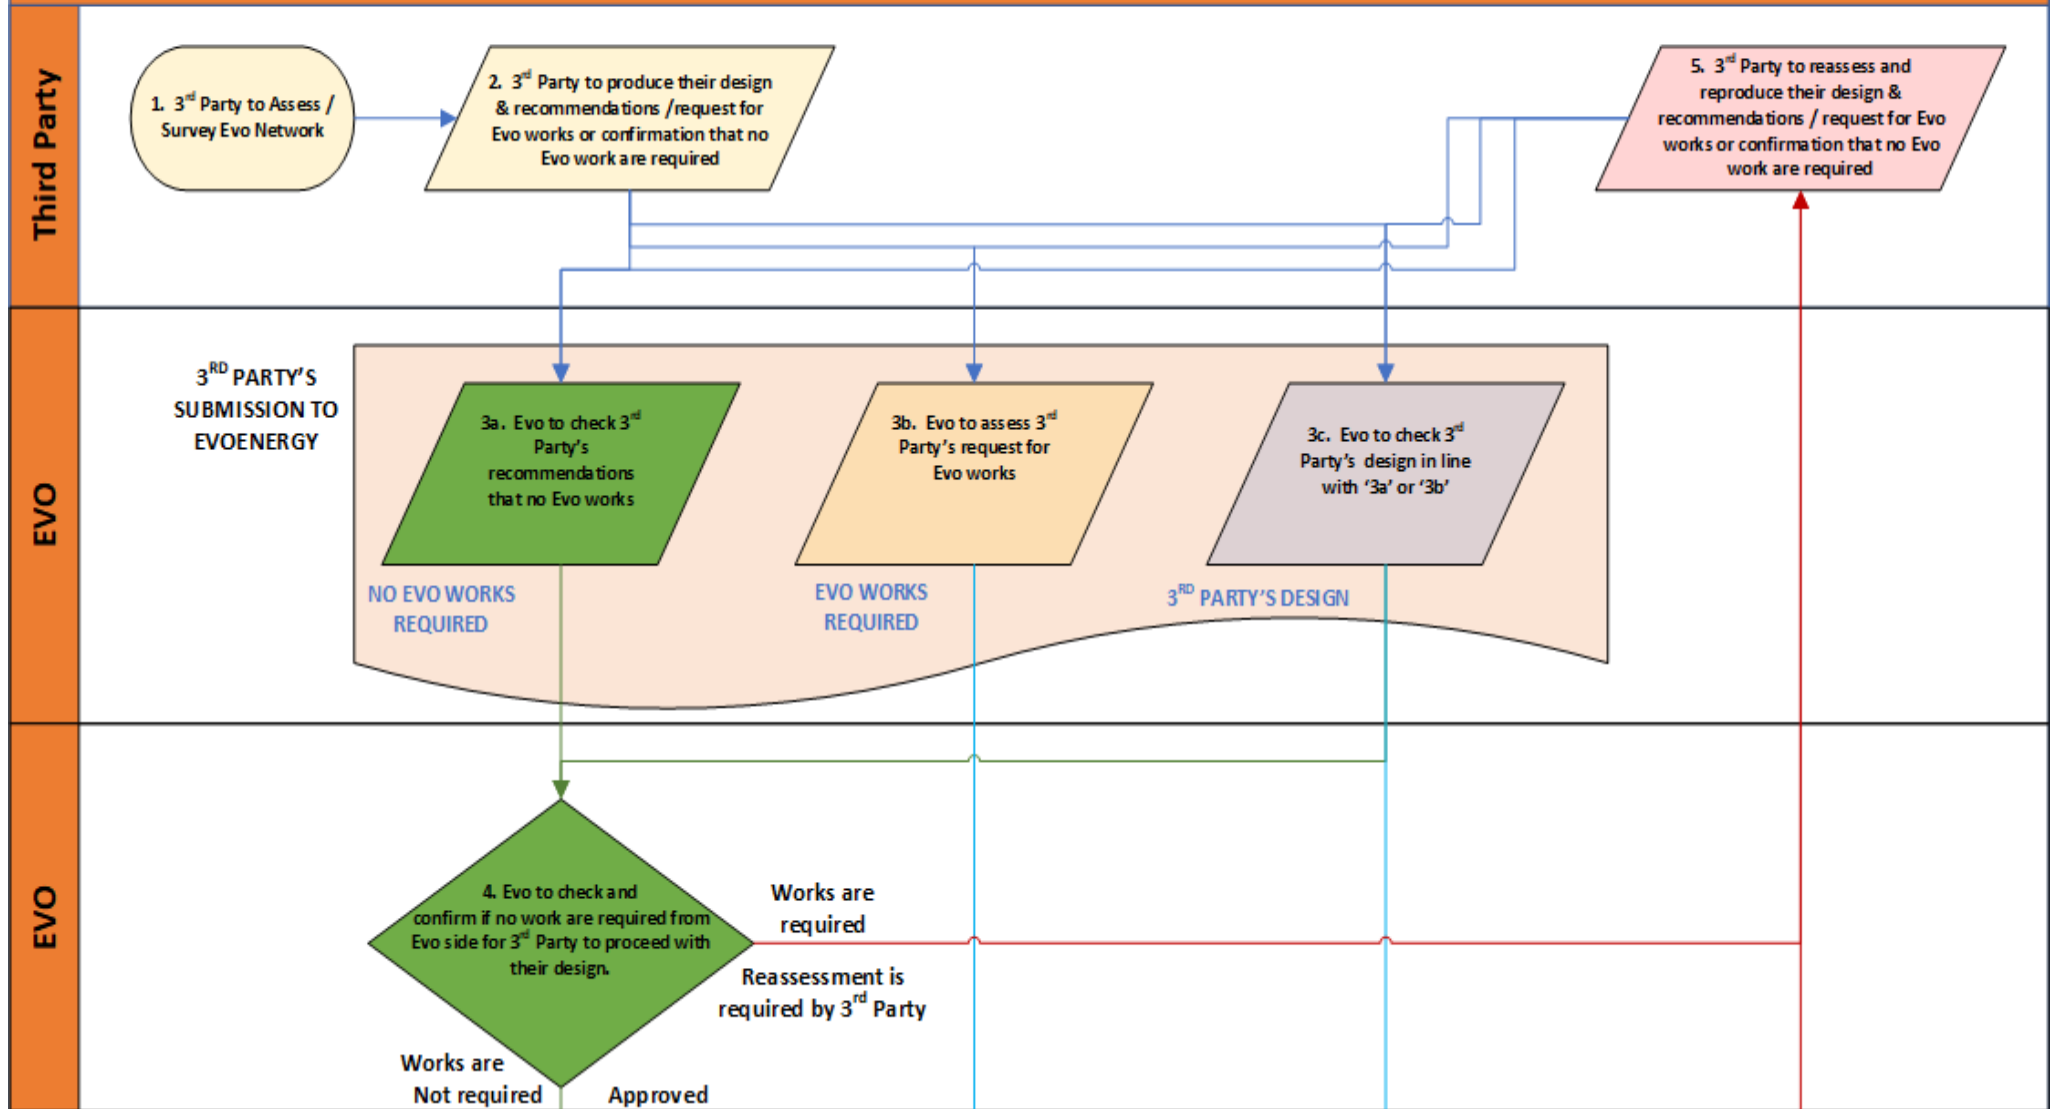 Third Party
1. 3rd Party to Assess /
Survey Evo Network
2. 3rd Party to produce their design
& recommendations /request for
Evo works or confirmation that no
Evo work are required
5. 3rd Party to reassess and
reproduce their design &
recommendations / request for Evo
works or confirmation that no Evo
work are required
EVO
3RD PARTY'S
SUBMISSION TO
EVOENERGY
3a. Evo to check 3rd
Party's
recommendations
that no Evo works
3b. Evo to assess 3rd
Party's request for
Evo works
3c. Evo to check 3rd
Party's design in line
with ‘3a’ or ‘3b’
NO EVO WORKS
REQUIRED
EVO WORKS
REQUIRED
3RD PARTY'S DESIGN
EVO
4. Evo to check and
confirm if no work are required from
Evo side for 3rd Party to proceed with
their design.
Works are
required
Reassessment is
required by 3rd Party
Works are
Not required
Approved